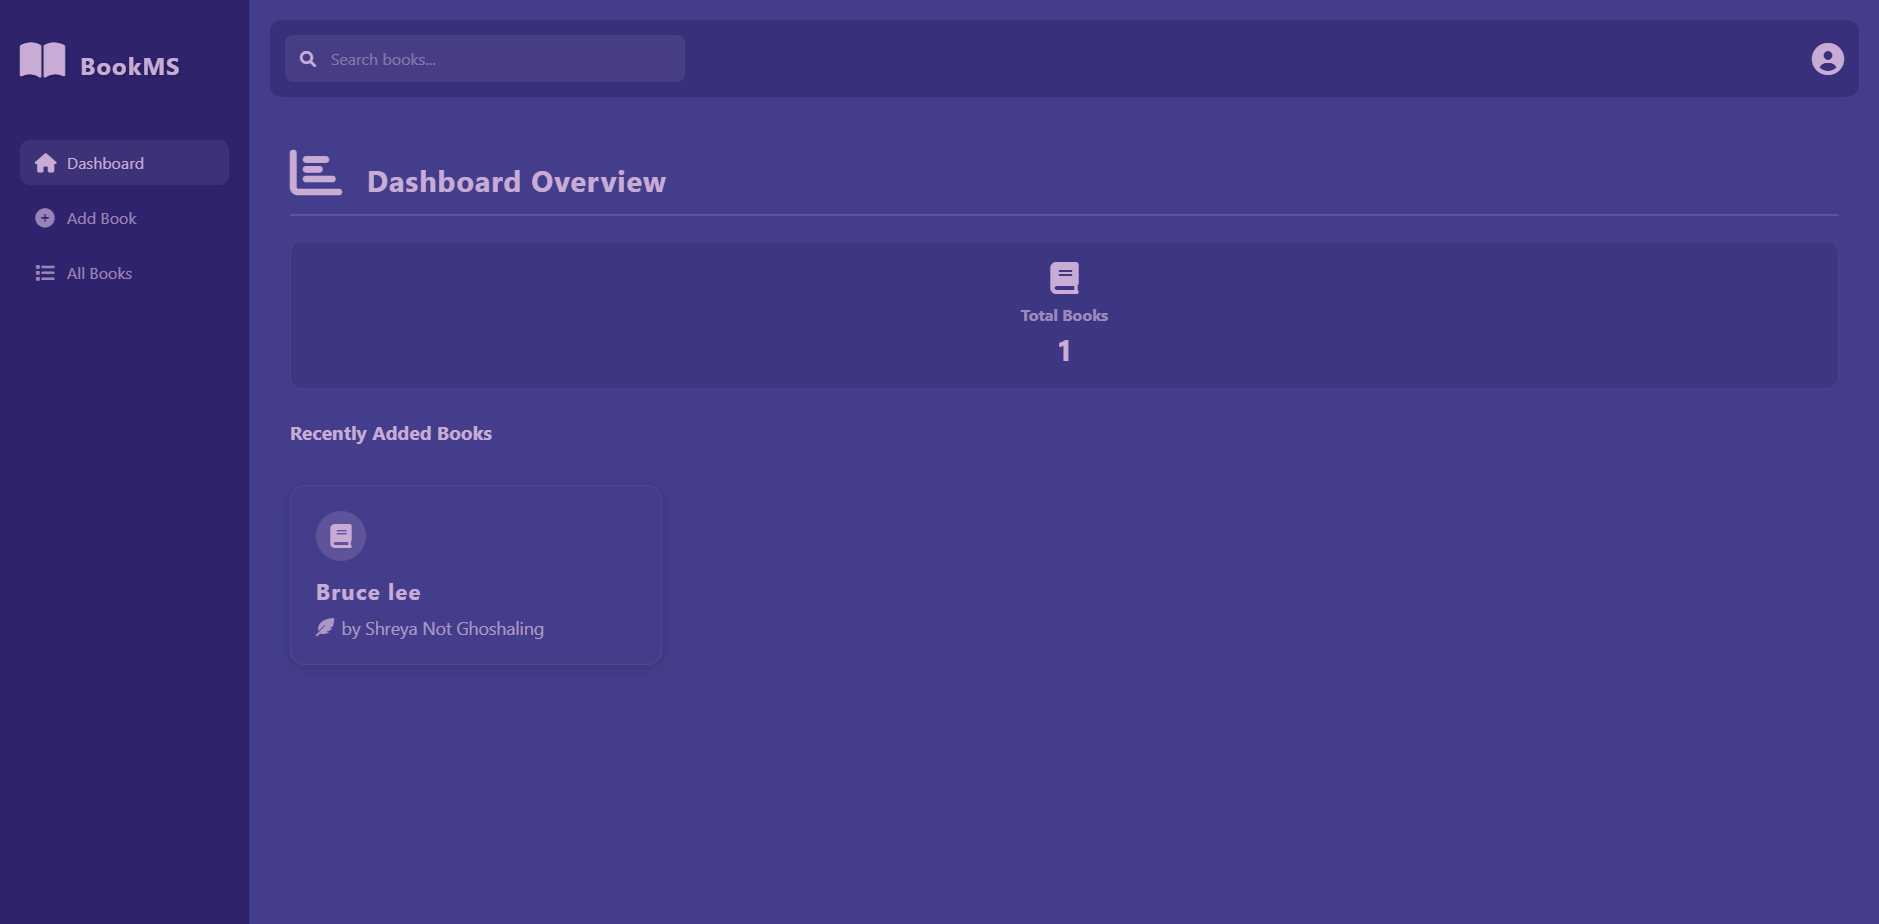 BookMS
Dashboard
Add Book
All Books
Search books...
Dashboard Overview
Total Books
1
Recently Added Books
Bruce lee
by Shreya Not Ghoshaling